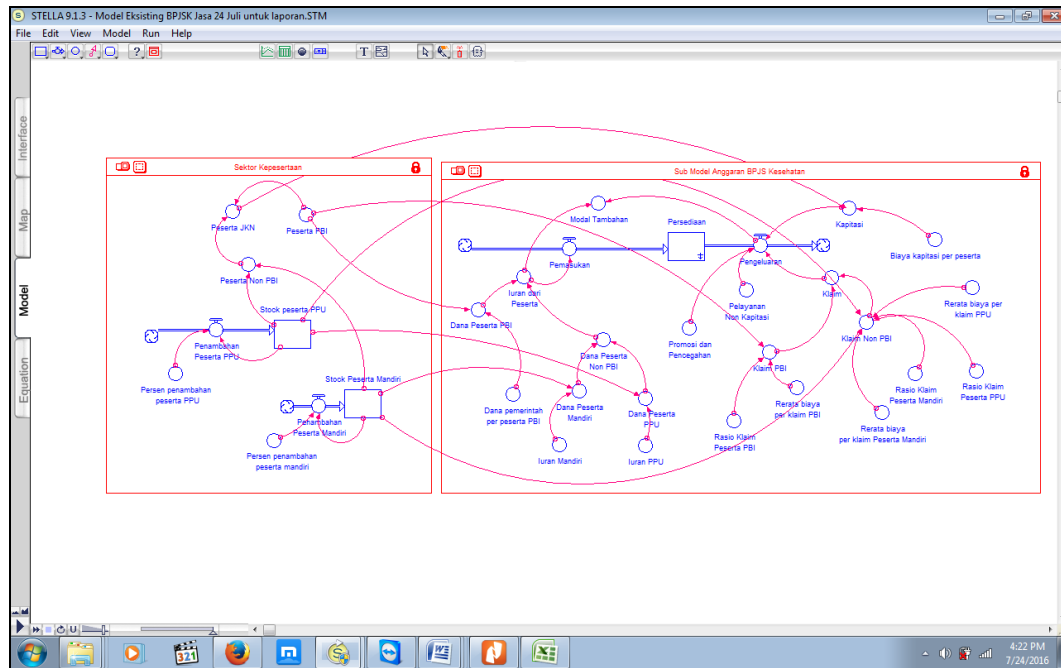 STELLA 9.1.3 - Model Eksisting BPJSK Jasa 24 Juli untuk laporan.STM
File Edit View Model Run Help
Interface
Map
Model
Equation
Sektor Kepesertaan
Peserta JKN
Peserta PBI
Peserta Non PBI
Stook peserta PPU
Penambahan
Peserta PPU
Persen penambahan
peserta PPU
Stook Peserta Mandiri
Penambahan
Peserta Mandiri
Persen penambahan
peserta mandiri
Sub Model Anggaran BPJS Kesehatan
Modal Tambahan
Persediaan
Kapitasi
Pemasukan
Pengeluaran
Biaya kapitasi per peserta
Iuran dari
Peserta
Klaim
Pelayanan
Non Kapitasi
Rerata biaya per
klaim PPU
Dana Peserta PBI
Promosi dan
Pencegahan
Klaim Non PBI
Dana Peserta
Non PBI
Klaim PBI
Dana pemerintah
per peserta PBI
Dana Peserta
Mandiri
Dana Peserta
PPU
Rerata biaya
per klaim PBI
Rasio Klaim
Peserta Mandiri
Rasio Klaim
Peserta PPU
Rasio Klaim
Peserta PBI
Rerata biaya
per klaim Peserta Mandiri
Iuran Mandiri
Iuran PPU
4:22 PM
7/24/2016